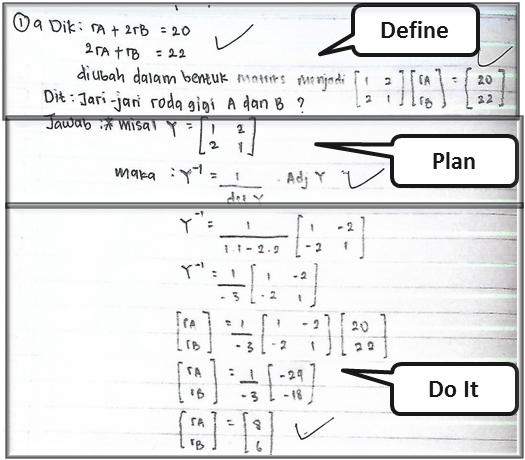 ① a Dik: rA + 2rB = 20
2rA + rB = 22
diubah dalam bentuk matriks menjadi [1 2; 2 1] [rA; rB] = [20; 22]
Dit: Jari-jari roda gigi A dan B ?
Define
Jawab : * misal Y = [1 2; 2 1]
maka : Y⁻¹ = 1/det Y . Adj Y
Plan
Y⁻¹ = 1/(1.1 - 2.2) [1 -2; -2 1]
Y⁻¹ = 1/-3 [1 -2; -2 1]
[rA; rB] = 1/-3 [1 -2; -2 1] [20; 22]
[rA; rB] = 1/-3 [-24; -18]
[rA; rB] = [8; 6]
Do It